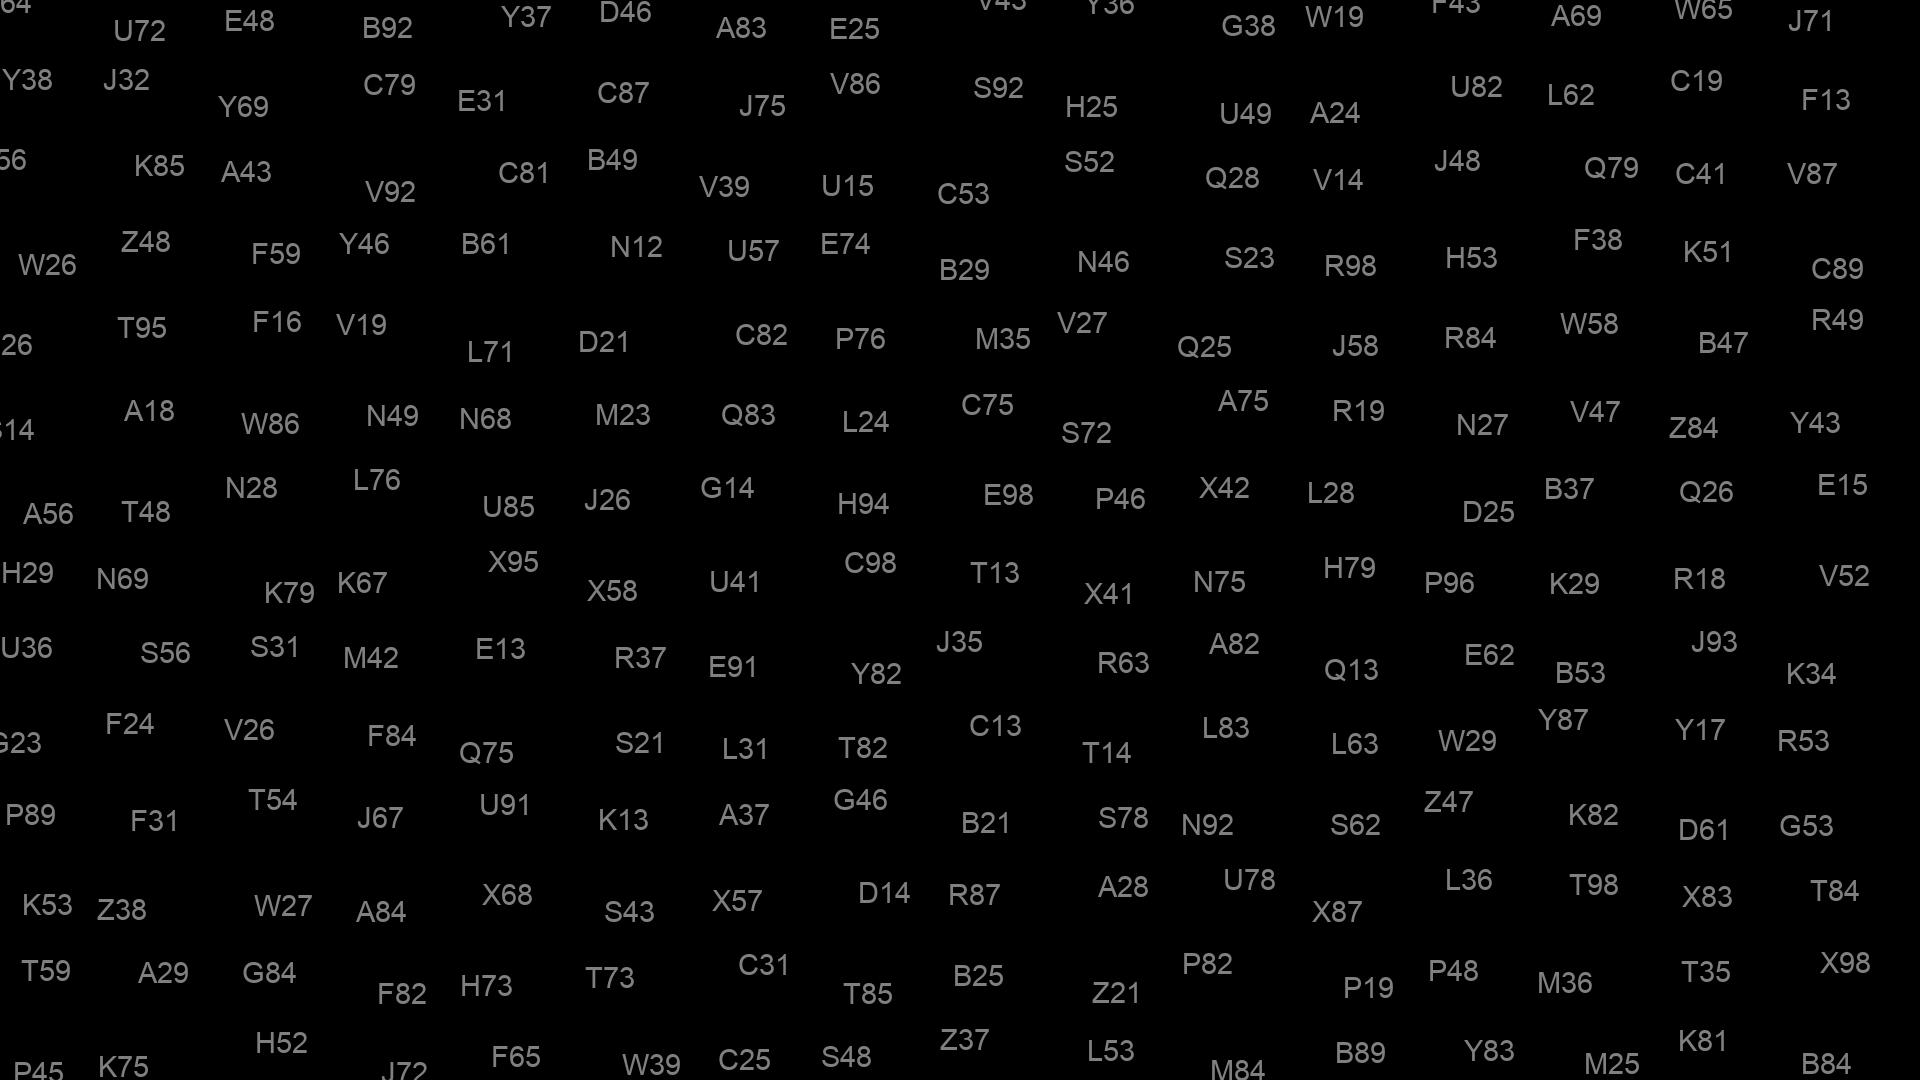 64 U72 E48 B92 Y37 D46 A83 E25 V43 Y36 G38 W19 F43 A69 W65 J71
Y38 J32 Y69 C79 E31 C87 J75 V86 S92 H25 U49 A24 U82 L62 C19 F13
56 K85 A43 V92 C81 B49 V39 U15 C53 S52 Q28 V14 J48 Q79 C41 V87
W26 Z48 F59 Y46 B61 N12 U57 E74 B29 N46 S23 R98 H53 F38 K51 C89
26 T95 F16 V19 L71 D21 C82 P76 M35 V27 Q25 J58 R84 W58 B47 R49
14 A18 W86 N49 N68 M23 Q83 L24 C75 S72 A75 R19 N27 V47 Z84 Y43
A56 T48 N28 L76 U85 J26 G14 H94 E98 P46 X42 L28 D25 B37 Q26 E15
H29 N69 K79 K67 X95 X58 U41 C98 T13 X41 N75 H79 P96 K29 R18 V52
U36 S56 S31 M42 E13 R37 E91 Y82 J35 R63 A82 Q13 E62 B53 J93 K34
G23 F24 V26 F84 Q75 S21 L31 T82 C13 T14 L83 L63 W29 Y87 Y17 R53
P89 F31 T54 J67 U91 K13 A37 G46 B21 S78 N92 S62 Z47 K82 D61 G53
K53 Z38 W27 A84 X68 S43 X57 D14 R87 A28 U78 X87 L36 T98 X83 T84
T59 A29 G84 F82 H73 T73 C31 T85 B25 Z21 P82 P19 P48 M36 T35 X98
P45 K75 H52 J72 F65 W39 C25 S48 Z37 L53 M84 B89 Y83 M25 K81 B84